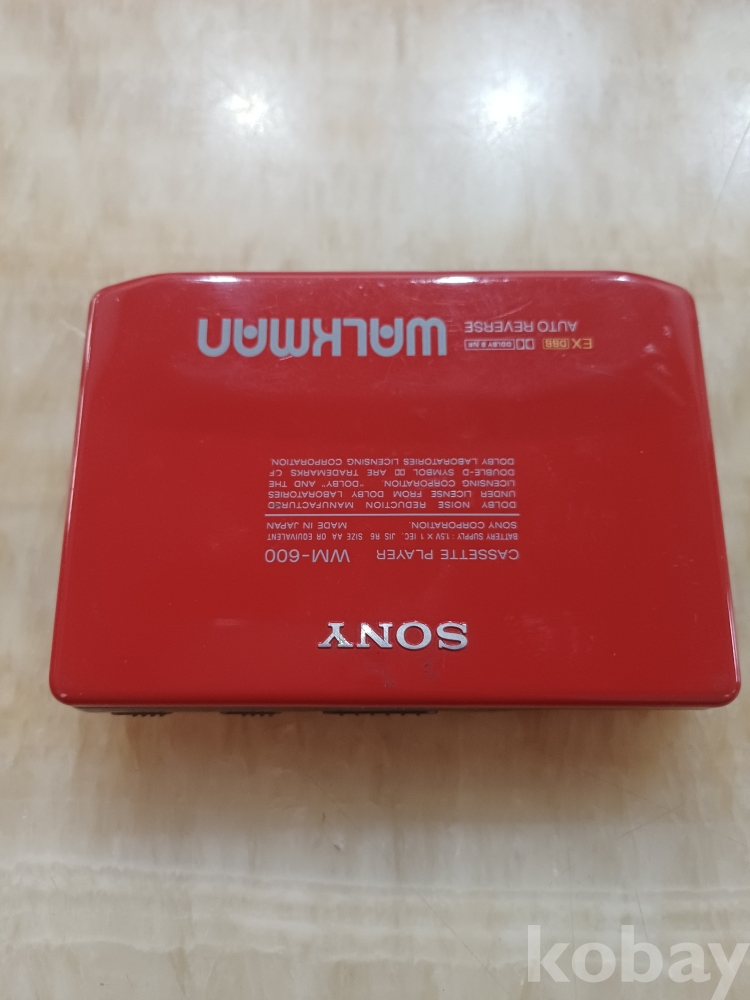 SONY
CASSETTE PLAYER WM-600
BATTERY SUPPLY : 1.5V X 1 IEC. JIS R6 SIZE AA OR EQUIVALENT
SONY CORPORATION. MADE IN JAPAN
DOLBY NOISE REDUCTION MANUFACTURED
UNDER LICENSE FROM DOLBY LABORATORIES
LICENSING CORPORATION. "DOLBY" AND THE
DOUBLE-D SYMBOL ARE TRADEMARKS OF
DOLBY LABORATORIES LICENSING CORPORATION.
EX DBB DOLBY B NR
AUTO REVERSE
WALKMAN
kobay